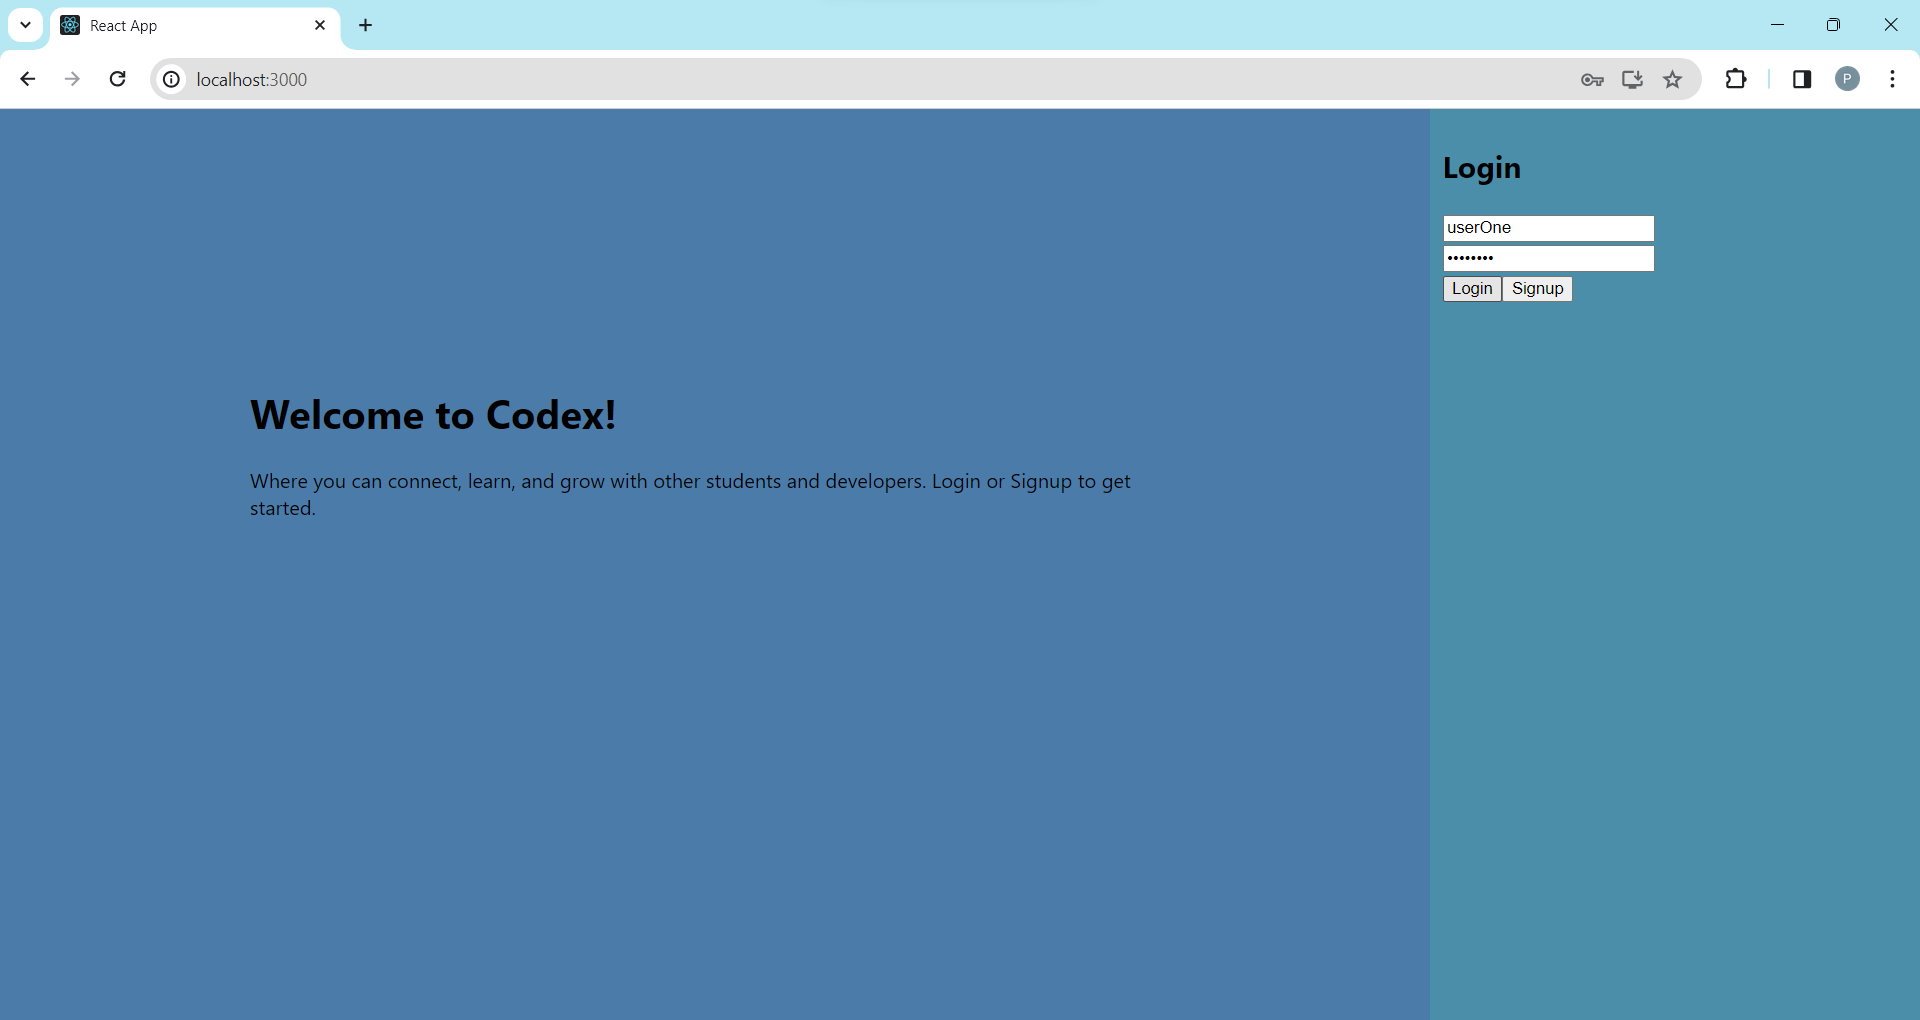 React App
localhost:3000
P
Login
userOne
••••••••
Login Signup
Welcome to Codex!
Where you can connect, learn, and grow with other students and developers. Login or Signup to get
started.